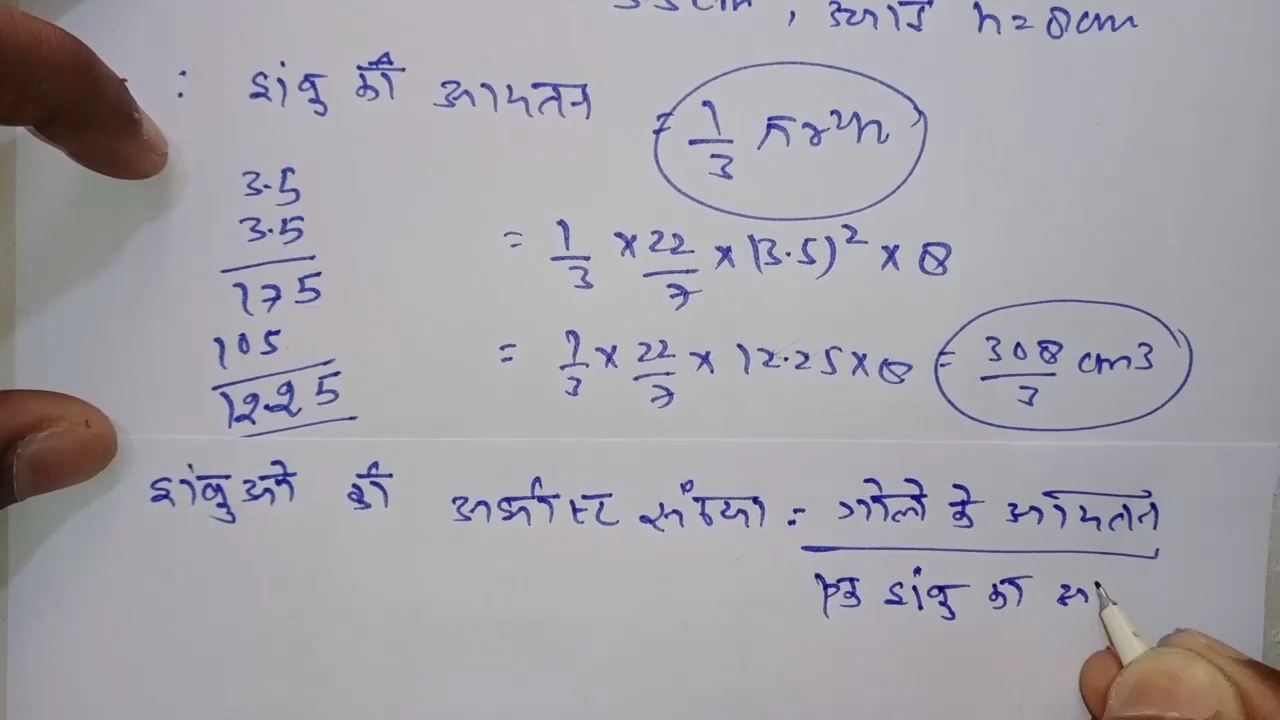 , ऊंचाई h = 8cm
: शंकु की आयतन = 1/3 πr²h
3.5
3.5
175
105
12.25
= 1/3 × 22/7 × (3.5)² × 8
= 1/3 × 22/7 × 12.25 × 8 = 308/3 cm3
शंकुओ की अभीष्ट संख्या = गोले के आयतन / एक शंकु का आ